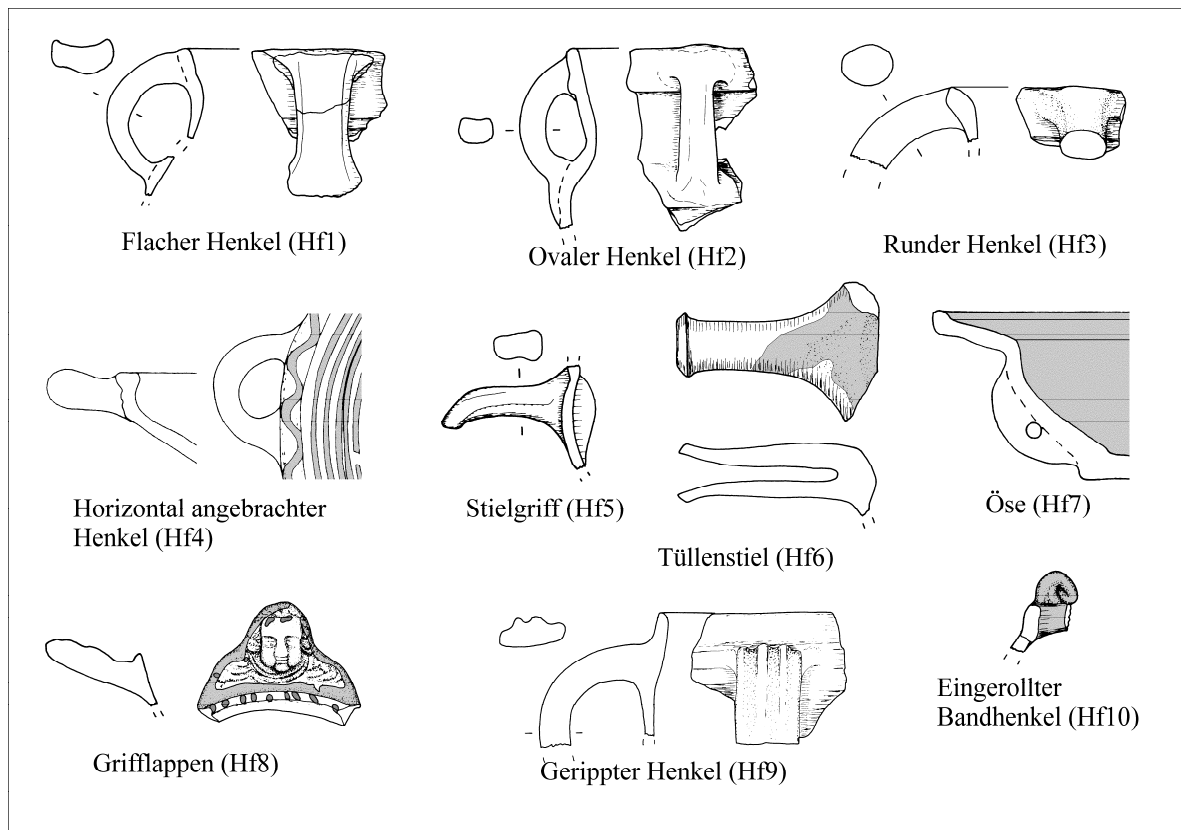 Flacher Henkel (Hf1)
Ovaler Henkel (Hf2)
Runder Henkel (Hf3)
Horizontal angebrachter
Henkel (Hf4)
Stielgriff (Hf5)
Tüllenstiel (Hf6)
Öse (Hf7)
Grifflappen (Hf8)
Gerippter Henkel (Hf9)
Eingerollter
Bandhenkel (Hf10)